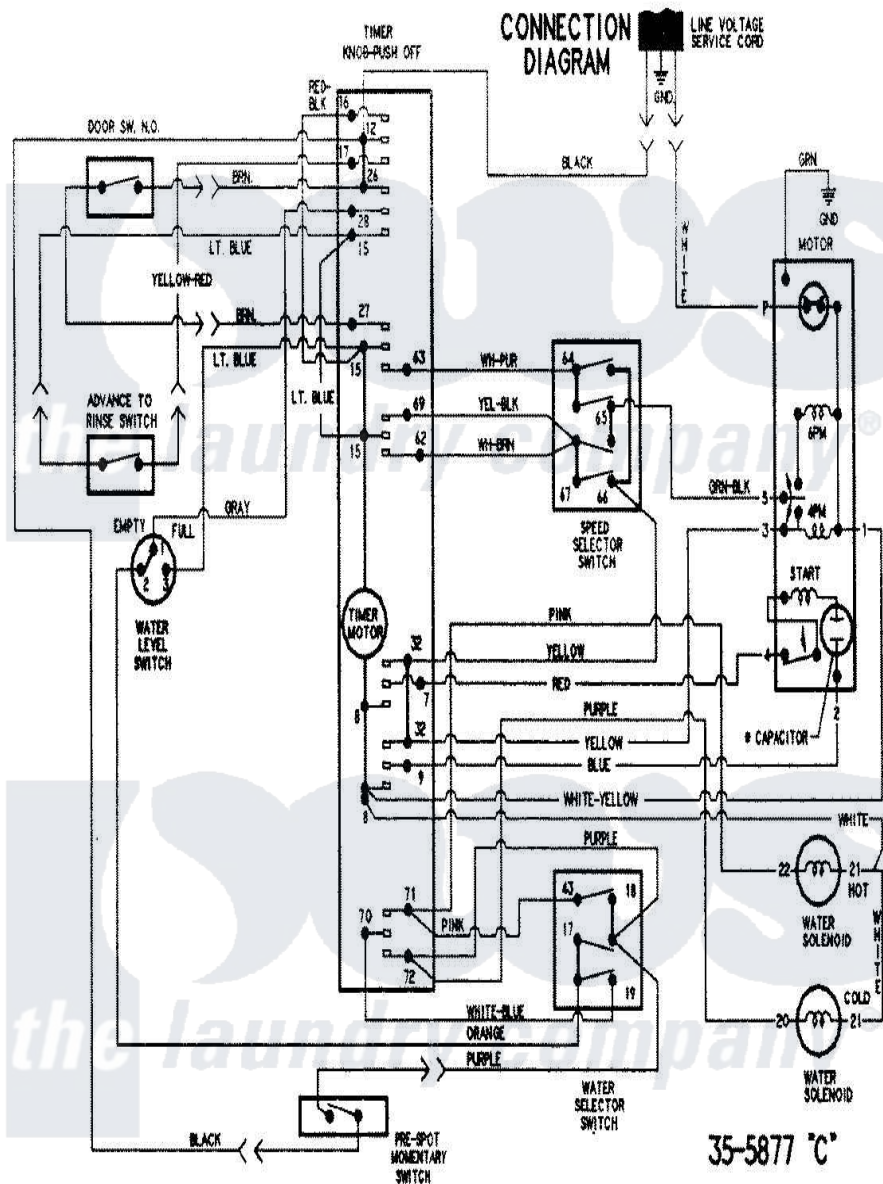 CONNECTION
DIAGRAM
LINE VOLTAGE
SERVICE CORD
GND.
TIMER
KNOB-PUSH OFF
RED-
BLK
16
12
DOOR SW. N.O.
17
BRN.
26
BLACK
GRN
GND
WHITE
MOTOR
28
LT. BLUE
15
YELLOW-RED
27
BRN.
LT. BLUE
15
63
WH-PUR
64
P
ADVANCE TO
RINSE SWITCH
LT. BLUE
69
YEL-BLK
65
6PM
15
62
WH-BRN
67
66
GRN-BLK
5
4PM
3
1
SPEED
SELECTOR
SWITCH
EMPTY
FULL
GRAY
1
2
3
WATER
LEVEL
SWITCH
START
TIMER
MOTOR
PINK
YELLOW
RED
4
7
8
PURPLE
2
# CAPACITOR
YELLOW
BLUE
9
WHITE-YELLOW
8
WHITE
PURPLE
22
21
HOT
WATER
SOLENOID
71
70
PINK
63
18
17
72
19
WHITE
COLD
20
21
WATER
SOLENOID
WHITE-BLUE
ORANGE
PURPLE
WATER
SELECTOR
SWITCH
BLACK
PRE-SPOT
MOMENTARY
SWITCH
35-5877 "C"
the laundry company®
the laundry company